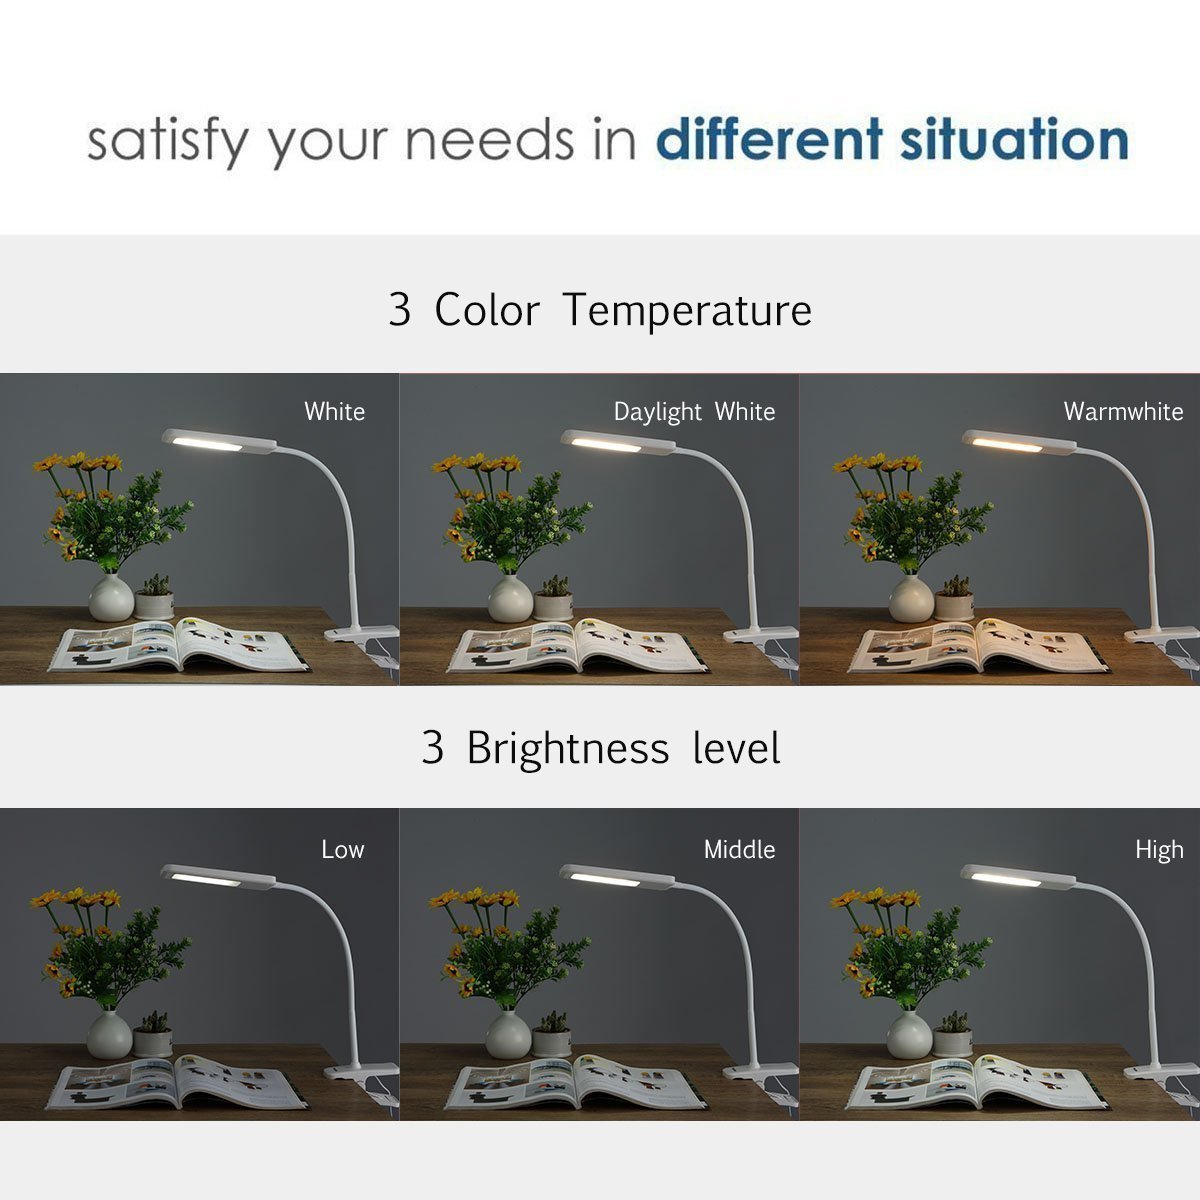 satisfy your needs in different situation
3 Color Temperature
White
Daylight White
Warmwhite
3 Brightness level
Low
Middle
High